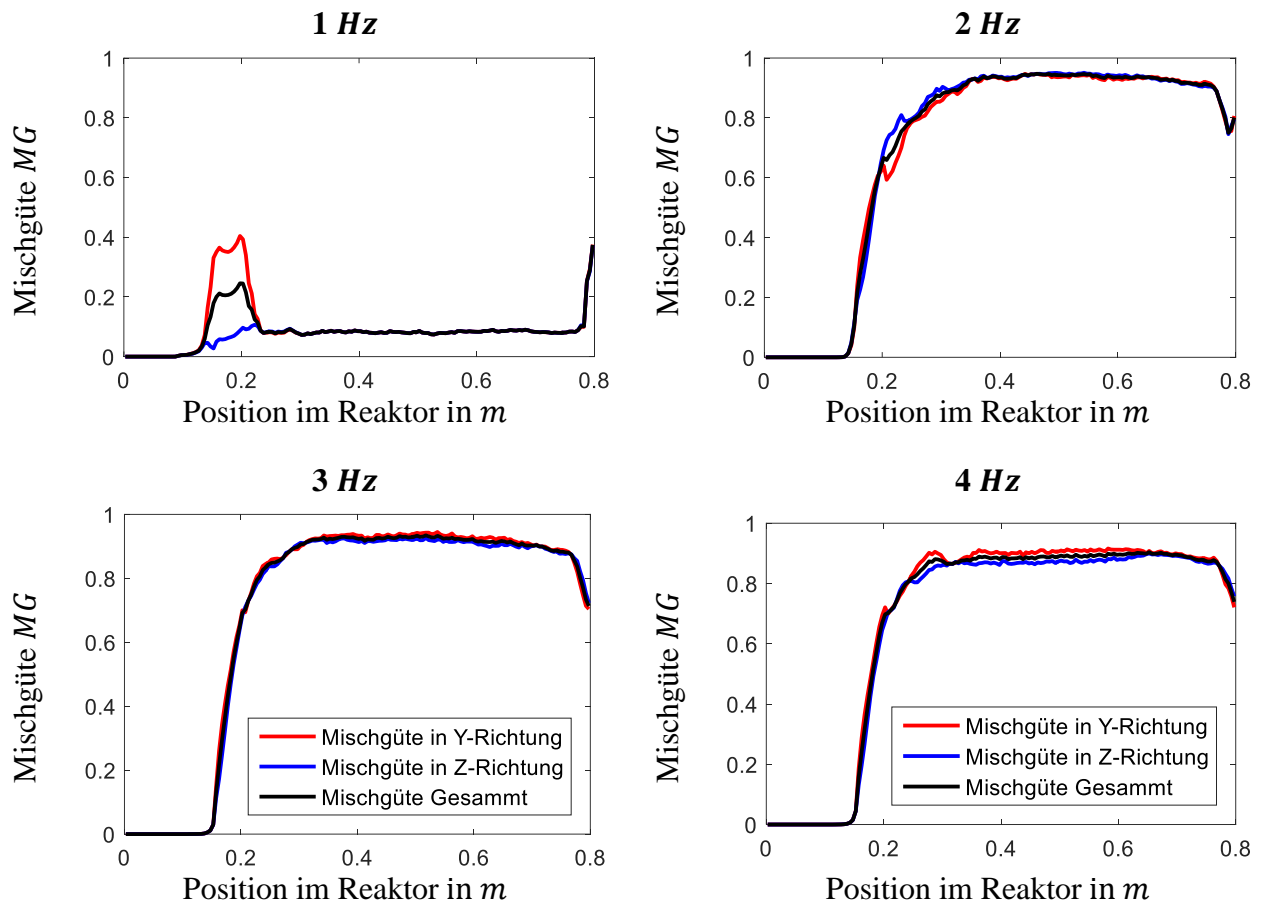 1 Hz
Mischgüte MG
1
0.8
0.6
0.4
0.2
0
0 0.2 0.4 0.6 0.8
Position im Reaktor in m
2 Hz
Mischgüte MG
1
0.8
0.6
0.4
0.2
0
0 0.2 0.4 0.6 0.8
Position im Reaktor in m
3 Hz
Mischgüte MG
1
0.8
0.6
0.4
0.2
0
Mischgüte in Y-Richtung
Mischgüte in Z-Richtung
Mischgüte Gesammt
0 0.2 0.4 0.6 0.8
Position im Reaktor in m
4 Hz
Mischgüte MG
1
0.8
0.6
0.4
0.2
0
Mischgüte in Y-Richtung
Mischgüte in Z-Richtung
Mischgüte Gesammt
0 0.2 0.4 0.6 0.8
Position im Reaktor in m